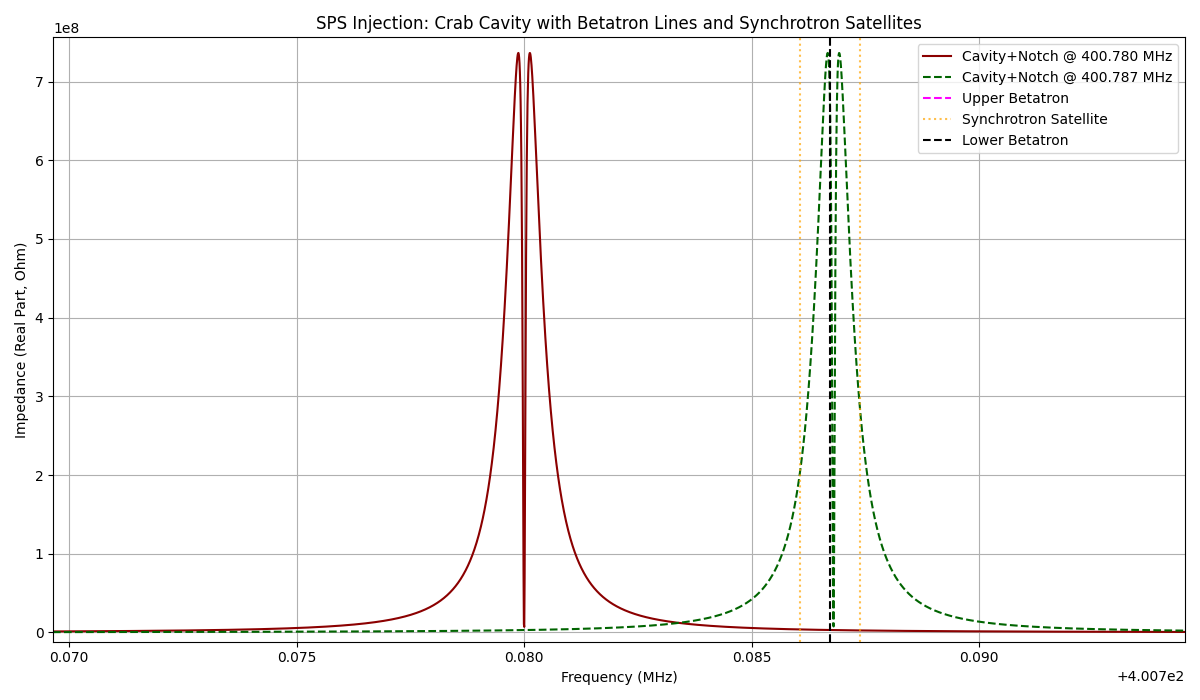 SPS Injection: Crab Cavity with Betatron Lines and Synchrotron Satellites
1e8
Cavity+Notch @ 400.780 MHz
Cavity+Notch @ 400.787 MHz
Upper Betatron
Synchrotron Satellite
Lower Betatron
Impedance (Real Part, Ohm)
7
6
5
4
3
2
1
0
0.070
0.075
0.080
0.085
0.090
Frequency (MHz)
+4.007e2